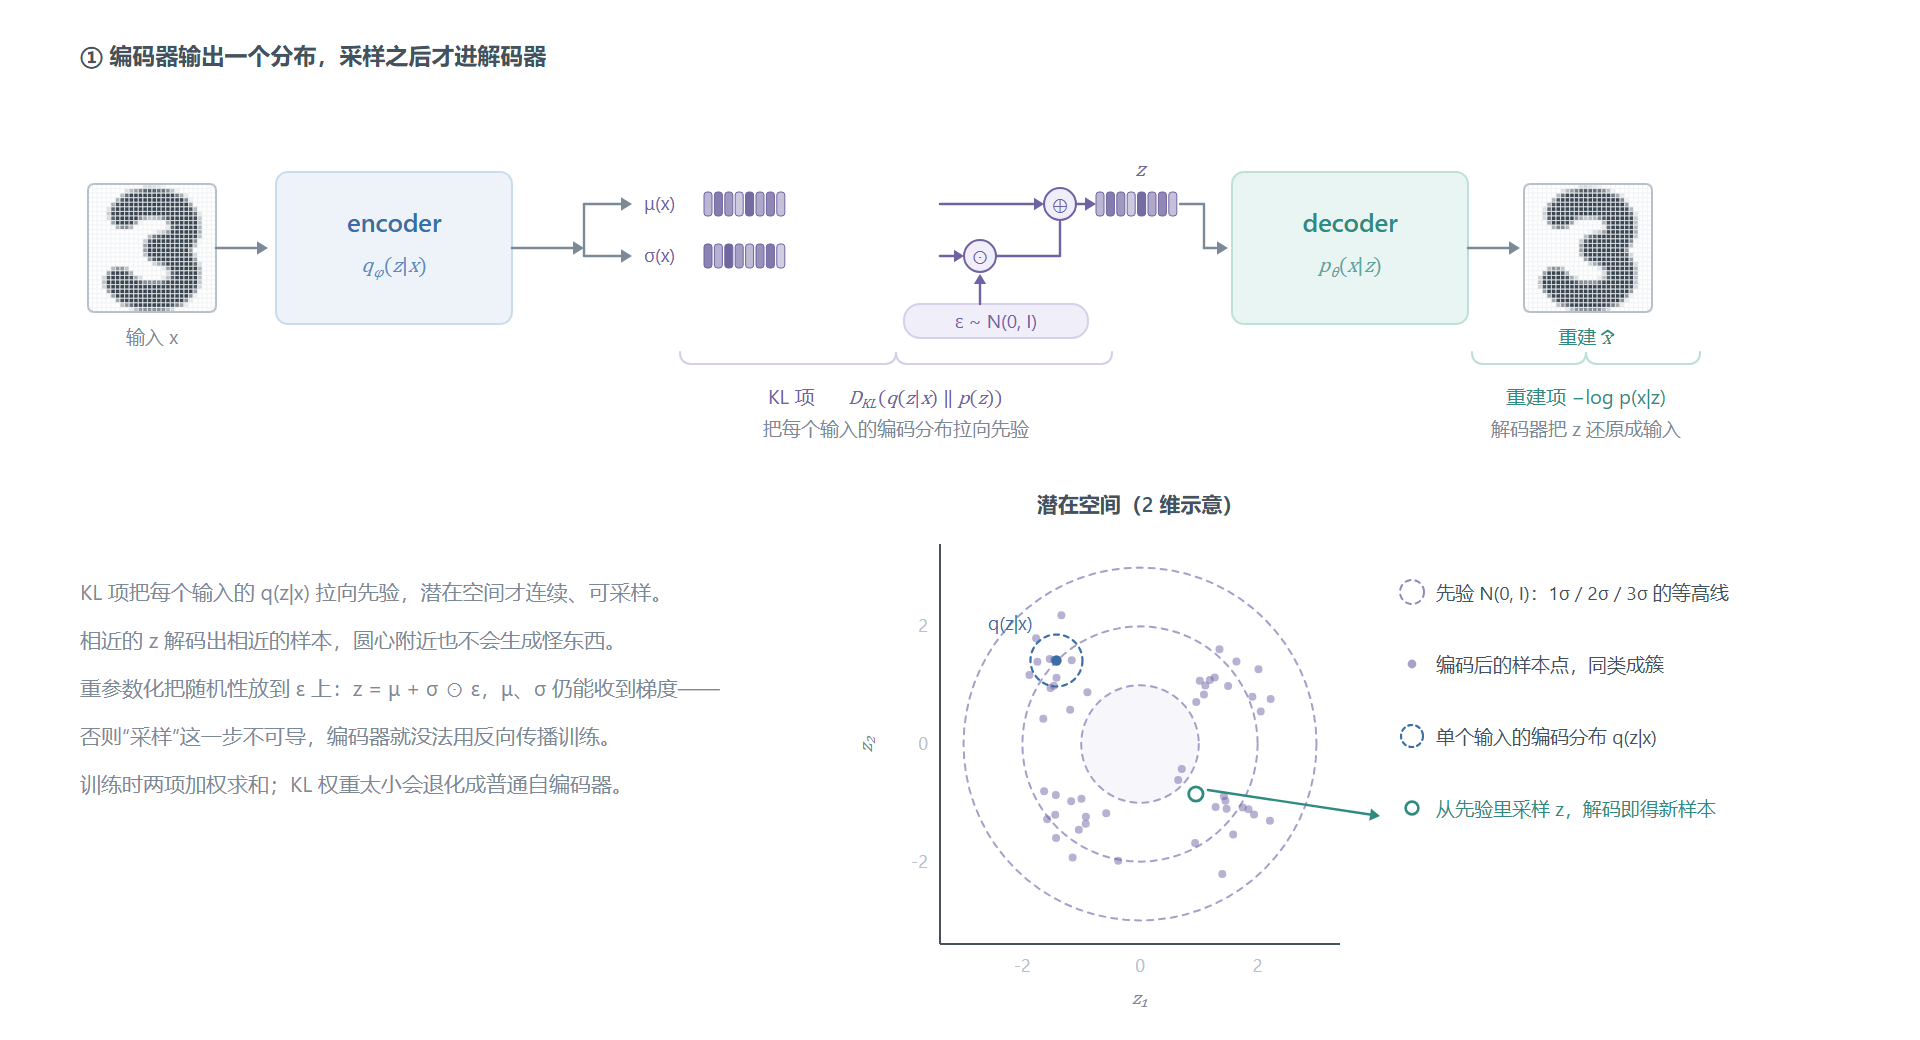 ① 编码器输出一个分布，采样之后才进解码器
z
encoder
q_φ(z|x)
μ(x)
σ(x)
⊕
⊙
ε ~ N(0, I)
decoder
p_θ(x|z)
输入 x
重建 x̂
KL 项 D_KL(q(z|x) ∥ p(z))
把每个输入的编码分布拉向先验
重建项 −log p(x|z)
解码器把 z 还原成输入
KL 项把每个输入的 q(z|x) 拉向先验，潜在空间才连续、可采样。
相近的 z 解码出相近的样本，圆心附近也不会生成怪东西。
重参数化把随机性放到 ε 上：z = μ + σ ⊙ ε，μ、σ 仍能收到梯度——
否则“采样”这一步不可导，编码器就没法用反向传播训练。
训练时两项加权求和；KL 权重太小会退化成普通自编码器。
潜在空间（2 维示意）
q(z|x)
2
0
-2
z₂
-2 0 2
z₁
先验 N(0, I)：1σ / 2σ / 3σ 的等高线
编码后的样本点，同类成簇
单个输入的编码分布 q(z|x)
从先验里采样 z，解码即得新样本